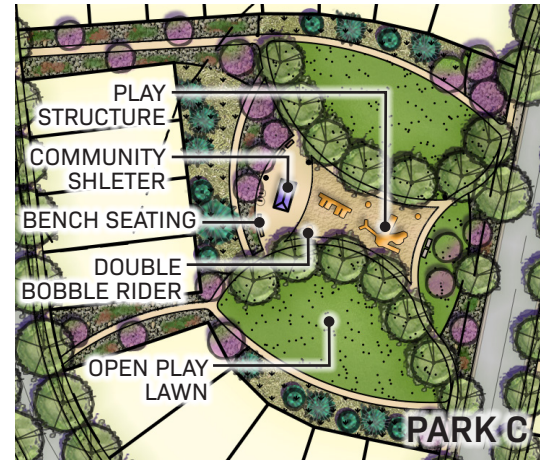 PLAY
STRUCTURE
COMMUNITY
SHLETER
BENCH SEATING
DOUBLE
BOBBLE RIDER
OPEN PLAY
LAWN
PARK C